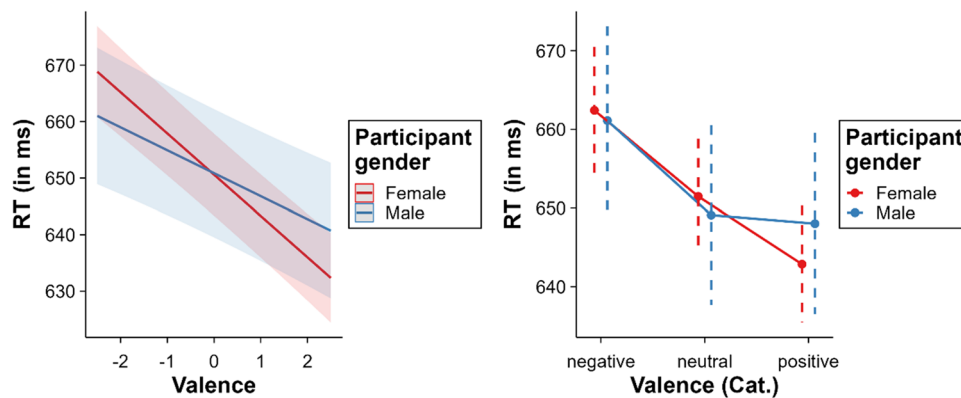 RT (in ms)
670
660
650
640
630
-2 -1 0 1 2
Valence
Participant
gender
Female
Male
RT (in ms)
670
660
650
640
negative neutral positive
Valence (Cat.)
Participant
gender
Female
Male